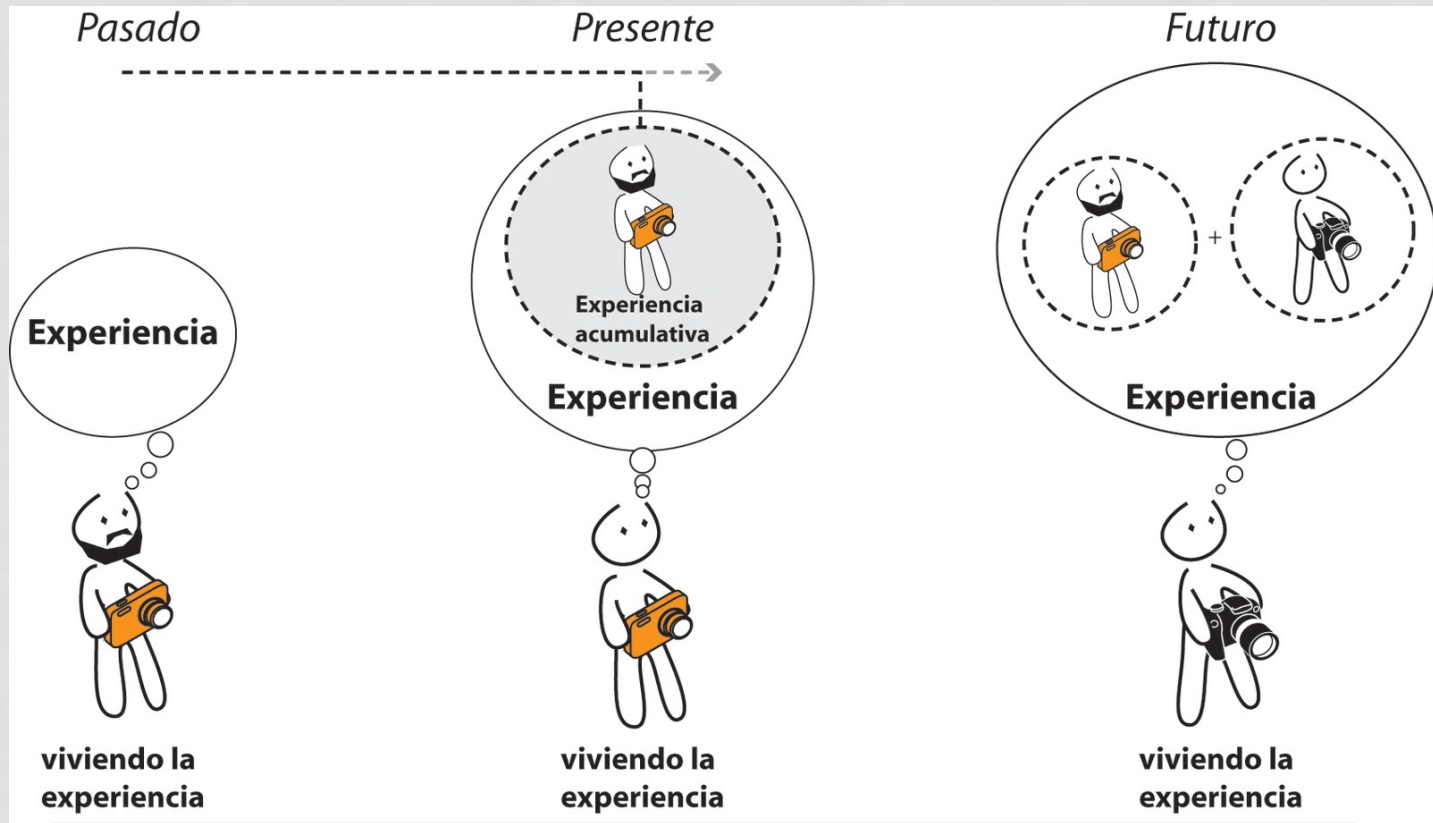 Pasado
Presente
Futuro
Experiencia
Experiencia
acumulativa
Experiencia
+
Experiencia
viviendo la
experiencia
viviendo la
experiencia
viviendo la
experiencia